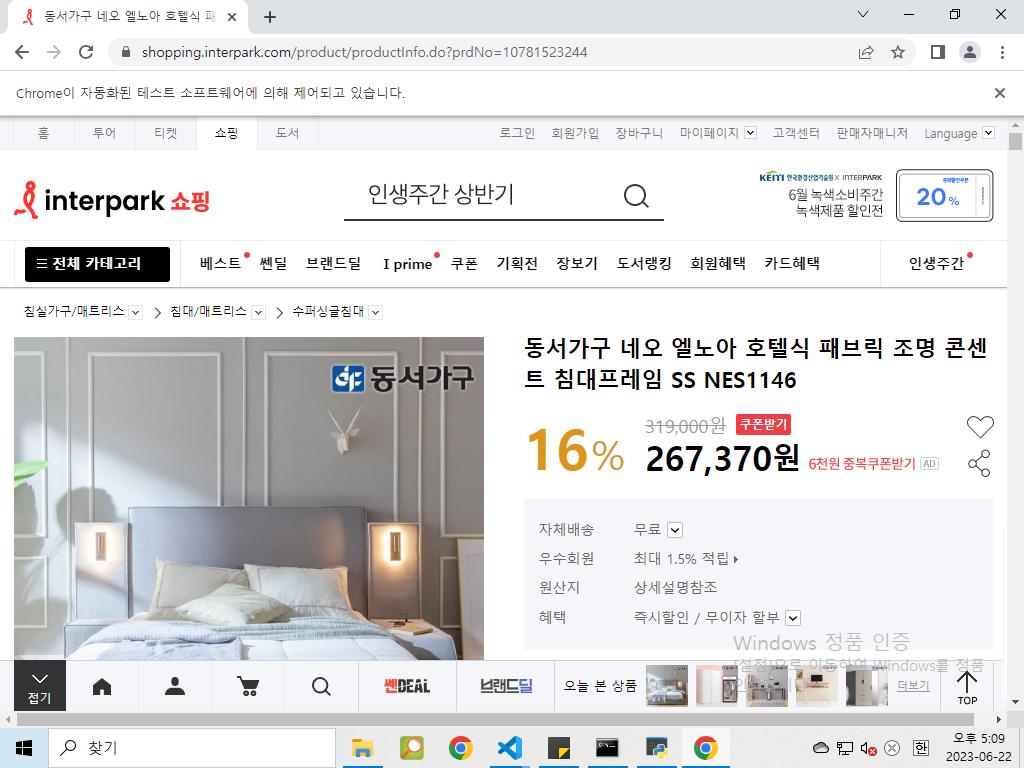 동서가구 네오 엘노아 호텔식 패
shopping.interpark.com/product/productInfo.do?prdNo=10781523244
Chrome이 자동화된 테스트 소프트웨어에 의해 제어되고 있습니다.
홈 투어 티켓 쇼핑 도서 로그인 회원가입 장바구니 마이페이지 고객센터 판매자매니저 Language
interpark 쇼핑
인생주간 상반기
KEITI 한국환경산업기술원 X INTERPARK
6월 녹색소비주간
녹색제품 할인전
중복할인쿠폰
20%
전체 카테고리 베스트 쎈딜 브랜드딜 I prime 쿠폰 기획전 장보기 도서랭킹 회원혜택 카드혜택 인생주간
침실가구/매트리스 침대/매트리스 수퍼싱글침대
동서가구
동서가구 네오 엘노아 호텔식 패브릭 조명 콘센
트 침대프레임 SS NES1146
16%
319,000원 쿠폰받기
267,370원 6천원 중복쿠폰받기 AD
자체배송 무료
우수회원 최대 1.5% 적립
원산지 상세설명참조
혜택 즉시할인 / 무이자 할부
Windows 정품 인증
[설정]으로 이동하여 Windows를 정품
접기
쎈DEAL
브랜드딜
오늘 본 상품
더보기
TOP
찾기
한
오후 5:09
2023-06-22